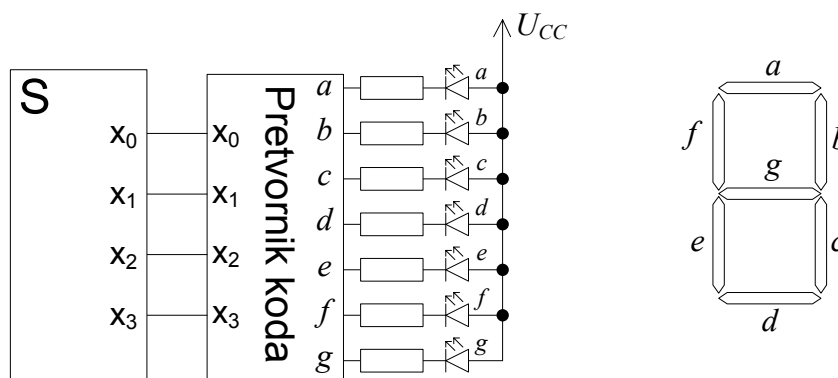 U_CC
S
Pretvornik koda
x₀ x₀
x₁ x₁
x₂ x₂
x₃ x₃
a a
b b
c c
d d
e e
f f
g g
a
f b
g
e c
d